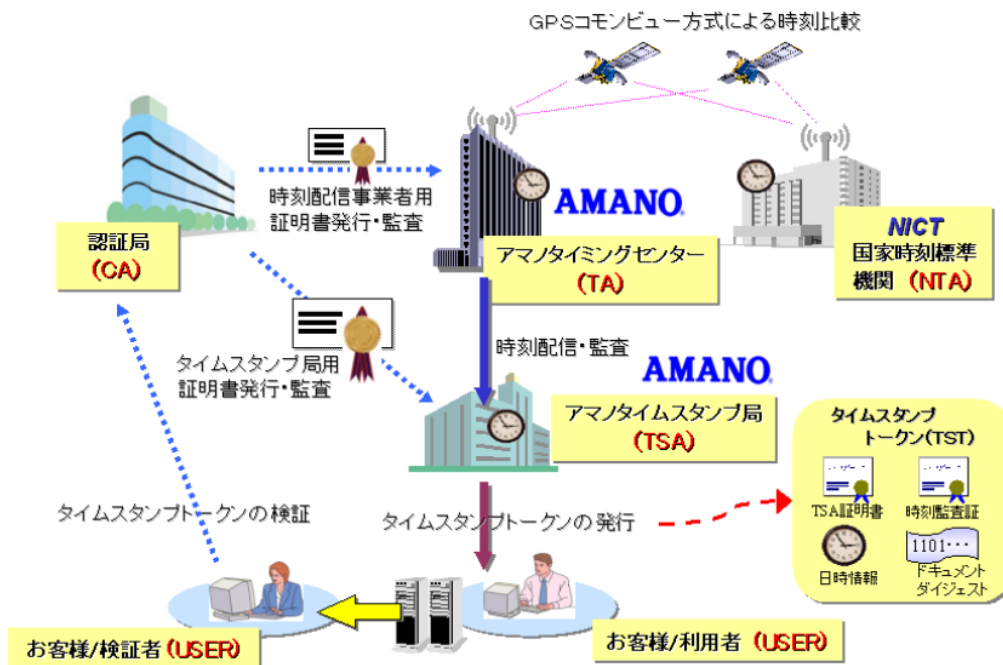 GPSコモンビュー方式による時刻比較
時刻配信事業者用
証明書発行・監査
AMANO
認証局
(CA)
アマノタイミングセンター
(TA)
NICT
国家時刻標準
機関 (NTA)
タイムスタンプ局用
証明書発行・監査
時刻配信・監査
AMANO
アマノタイムスタンプ局
(TSA)
タイムスタンプ
トークン(TST)
TSA証明書
時刻監査証
日時情報
1101…
ドキュメント
ダイジェスト
タイムスタンプトークンの検証
タイムスタンプトークンの発行
お客様/検証者(USER)
お客様/利用者(USER)